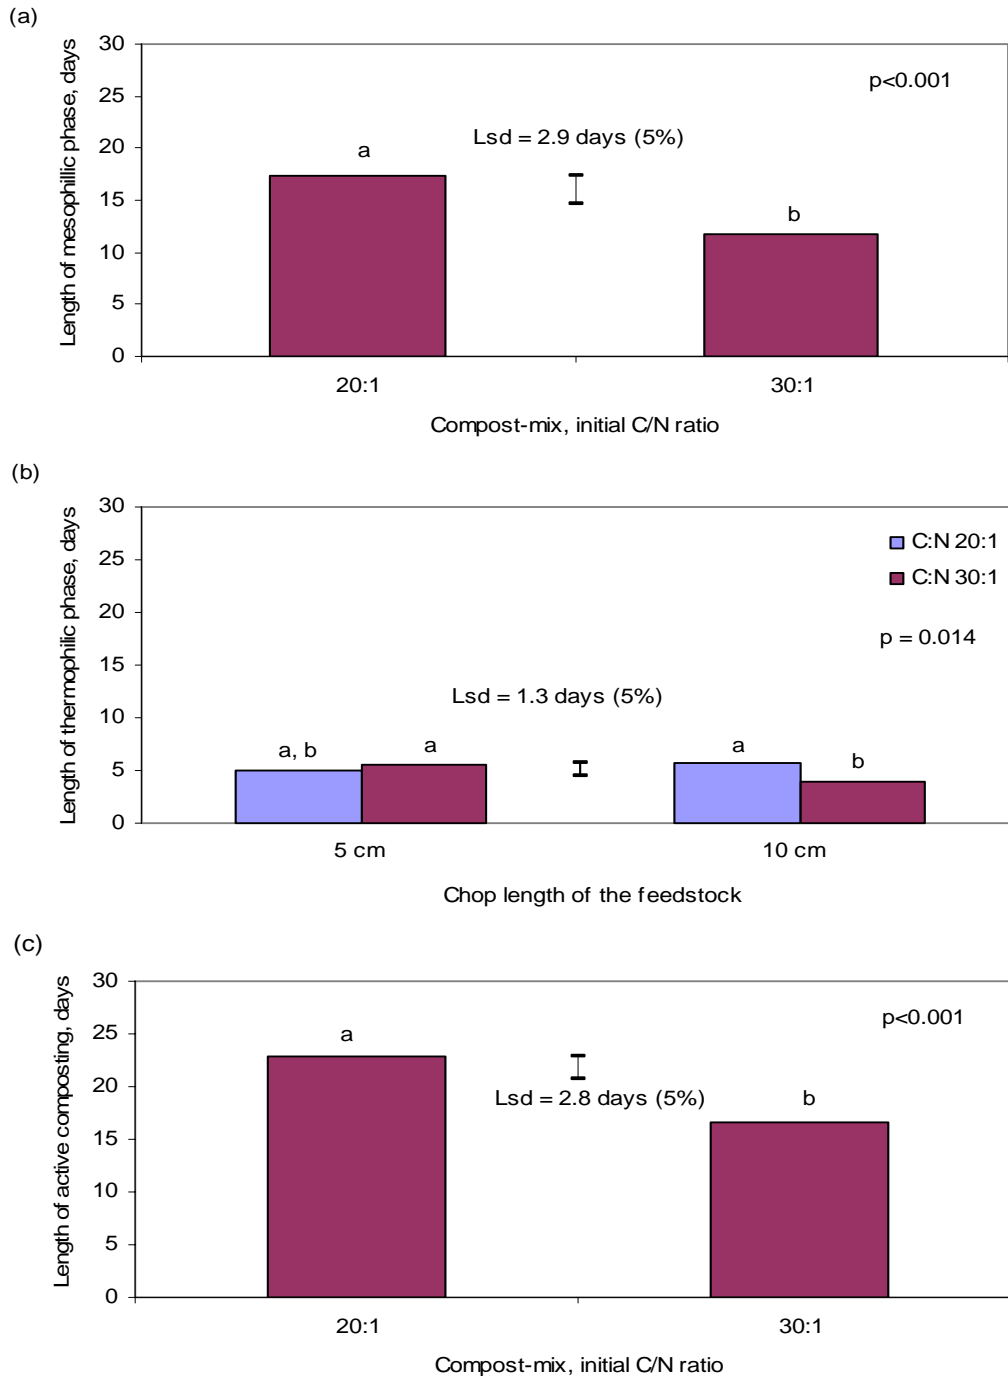 (a)
30
25
20
15
10
5
0
Length of mesophillic phase, days
p<0.001
Lsd = 2.9 days (5%)
a
b
20:1
30:1
Compost-mix, initial C/N ratio
(b)
30
25
20
15
10
5
0
Length of thermophilic phase, days
C:N 20:1
C:N 30:1
p = 0.014
Lsd = 1.3 days (5%)
a, b
a
a
b
5 cm
10 cm
Chop length of the feedstock
(c)
30
25
20
15
10
5
0
Length of active composting, days
p<0.001
a
Lsd = 2.8 days (5%)
b
20:1
30:1
Compost-mix, initial C/N ratio